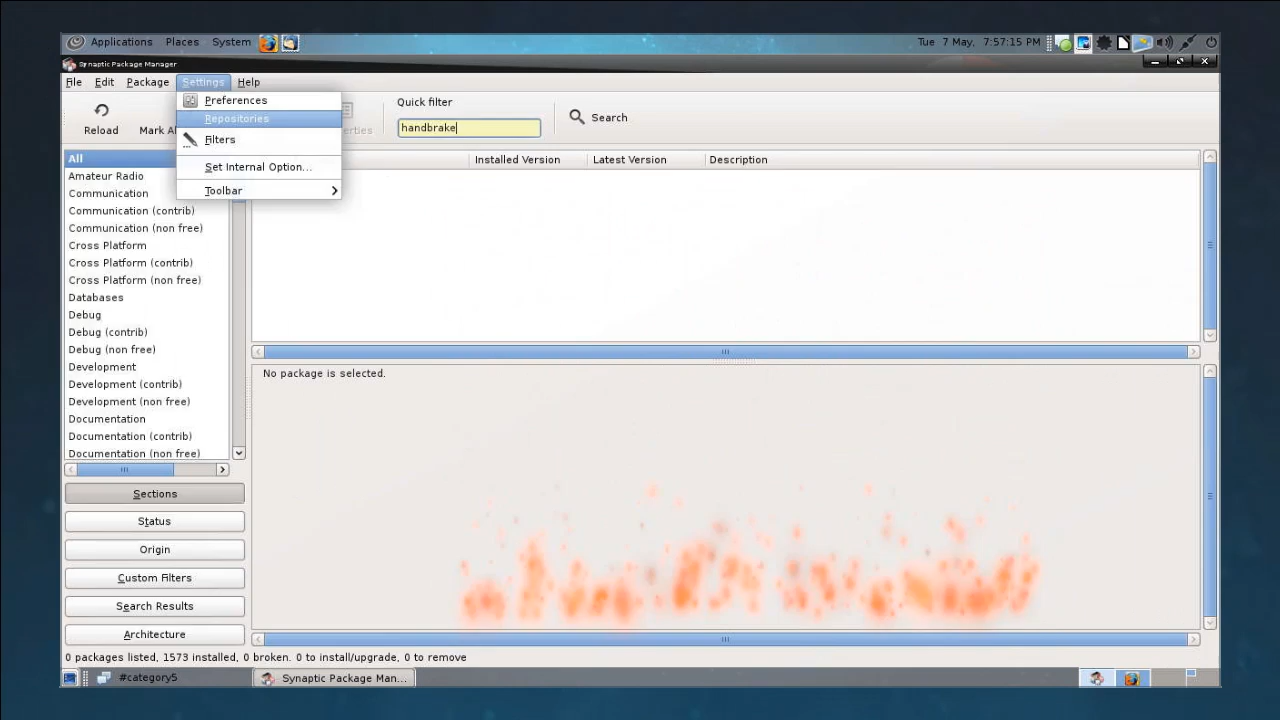 Applications Places System
Tue 7 May, 7:57:15 PM
Synaptic Package Manager
File Edit Package Settings Help
Preferences
Repositories
Filters
Set Internal Option...
Toolbar
Reload
Quick filter
handbrake
Search
Installed Version Latest Version Description
All
Amateur Radio
Communication
Communication (contrib)
Communication (non free)
Cross Platform
Cross Platform (contrib)
Cross Platform (non free)
Databases
Debug
Debug (contrib)
Debug (non free)
Development
Development (contrib)
Development (non free)
Documentation
Documentation (contrib)
Documentation (non free)
No package is selected.
Sections
Status
Origin
Custom Filters
Search Results
Architecture
0 packages listed, 1573 installed, 0 broken. 0 to install/upgrade, 0 to remove
#category5
Synaptic Package Man...